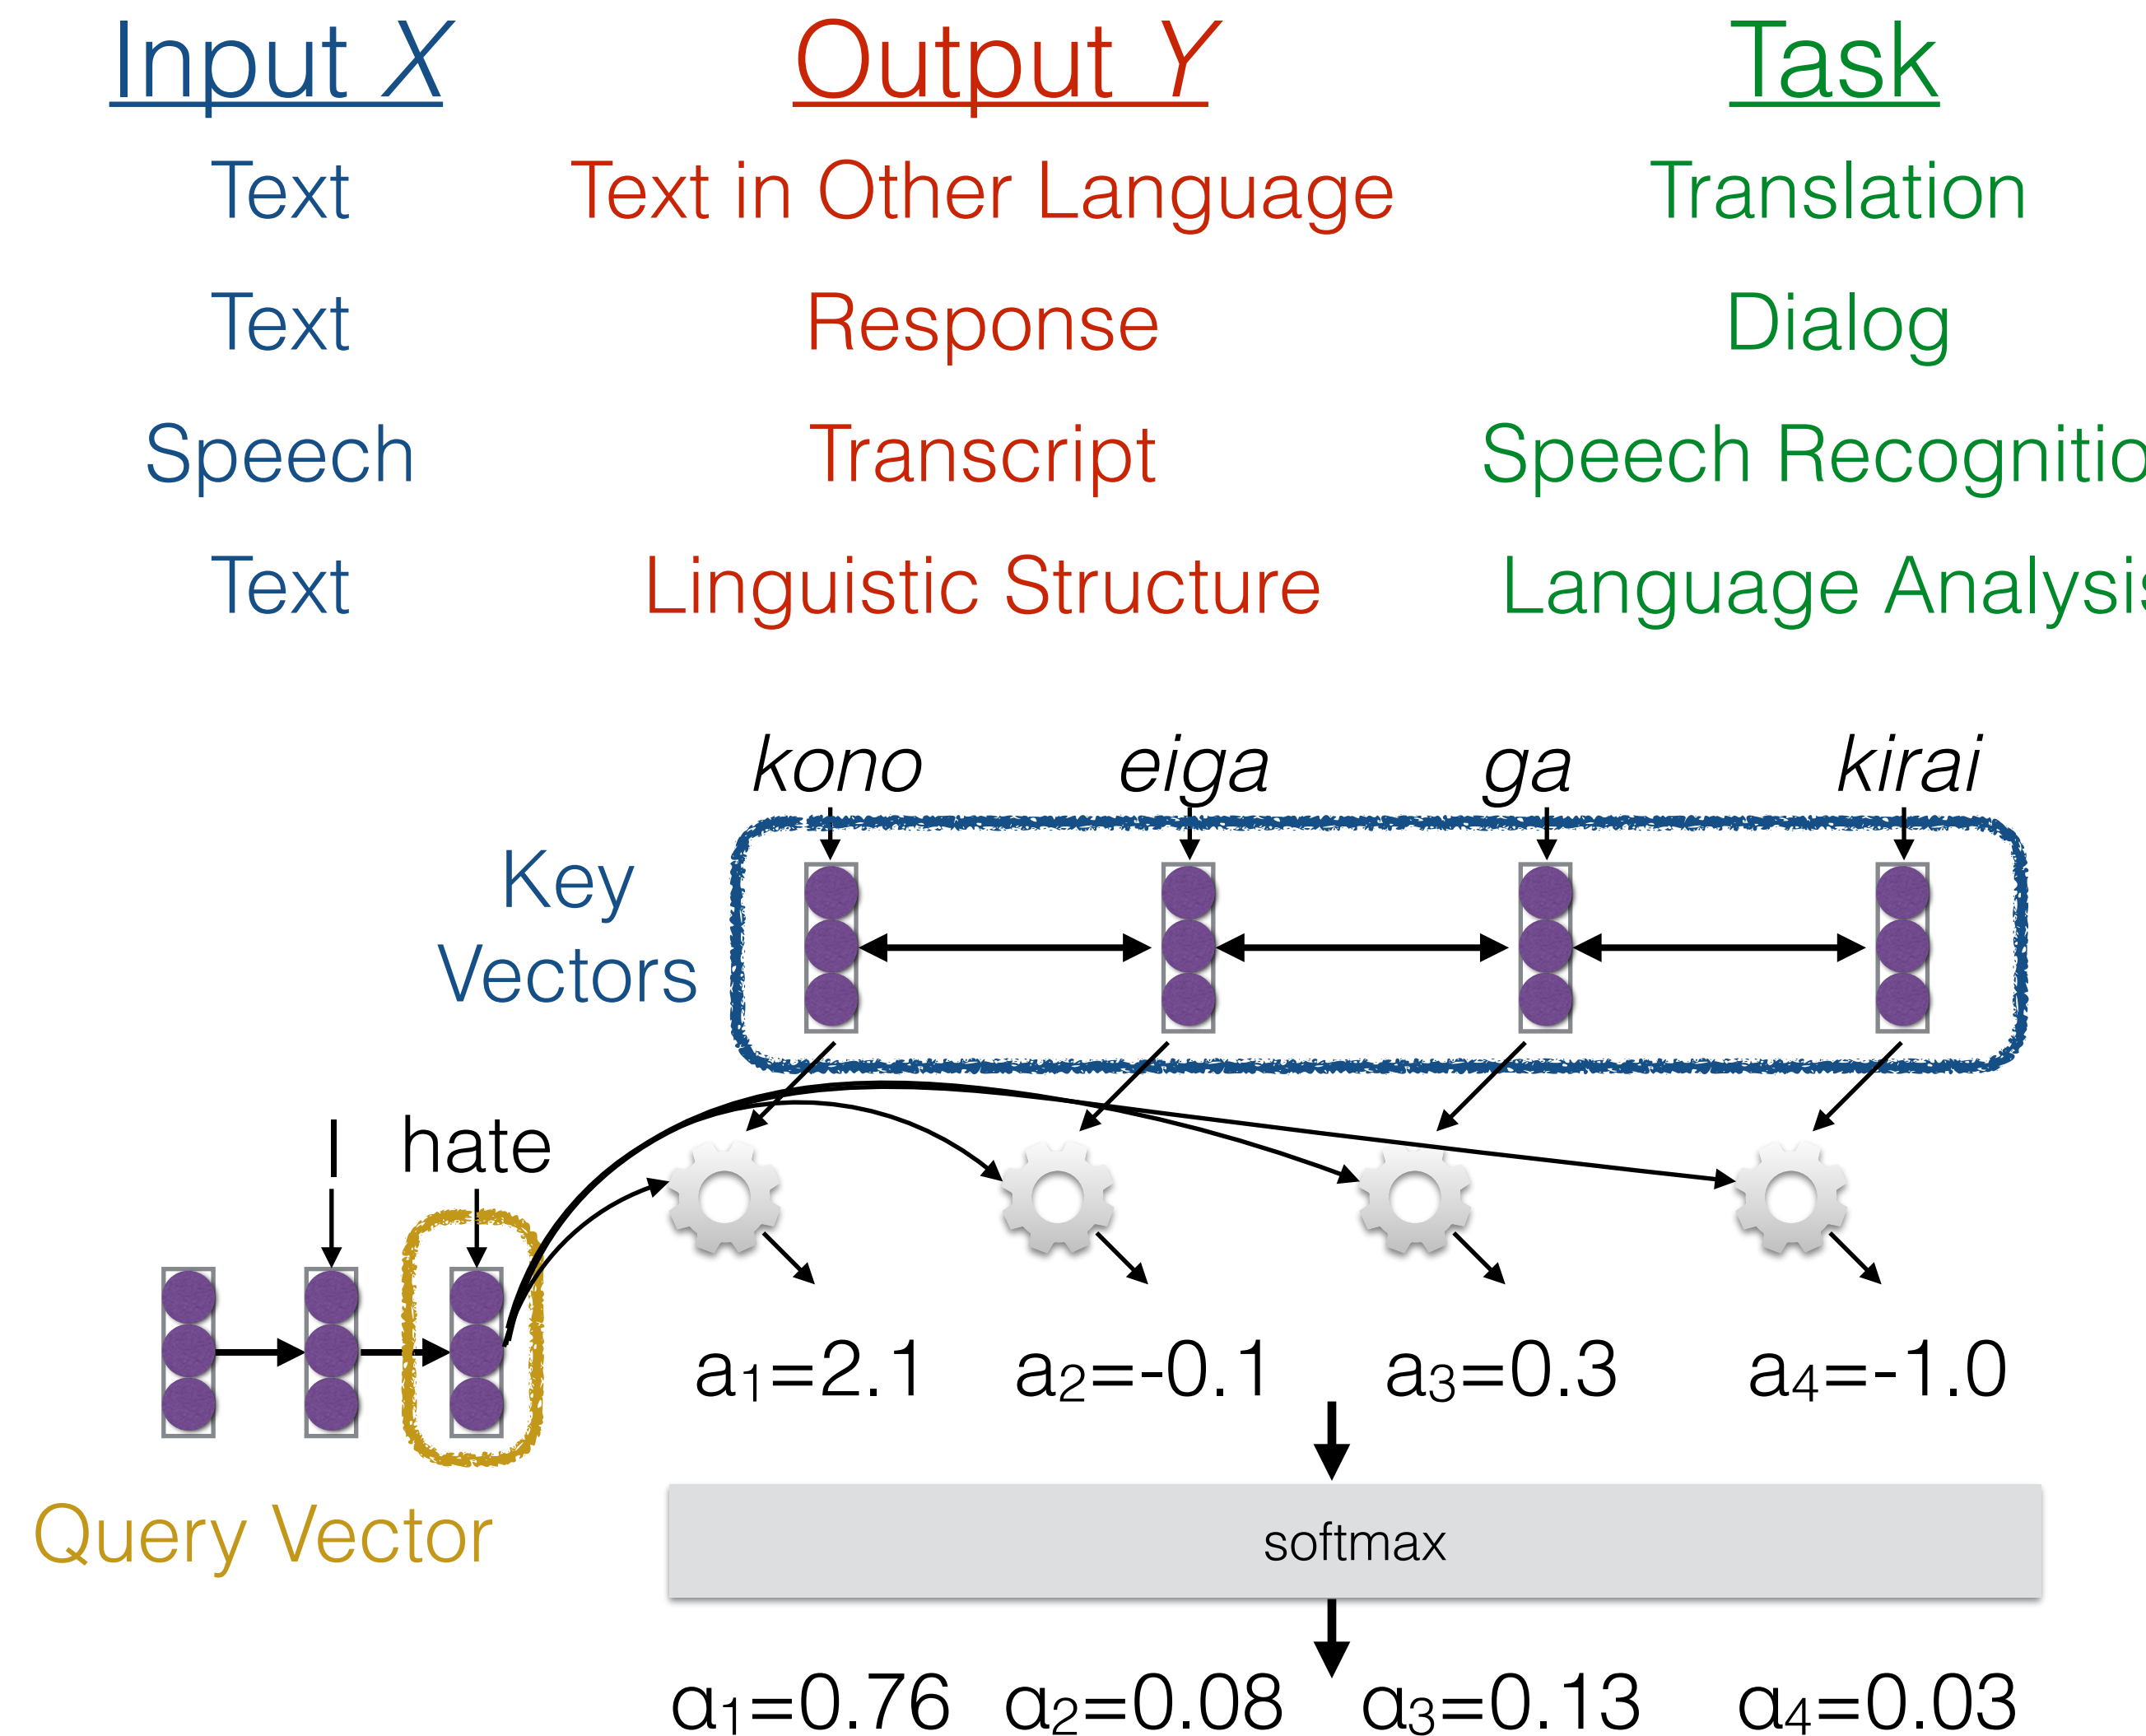 Input X Output Y Task
Text Text in Other Language Translation
Text Response Dialog
Speech Transcript Speech Recognitio
Text Linguistic Structure Language Analysis
kono eiga ga kirai
Key
Vectors
I hate
a₁=2.1 a₂=-0.1 a₃=0.3 a₄=-1.0
Query Vector
softmax
α₁=0.76 α₂=0.08 α₃=0.13 α₄=0.03